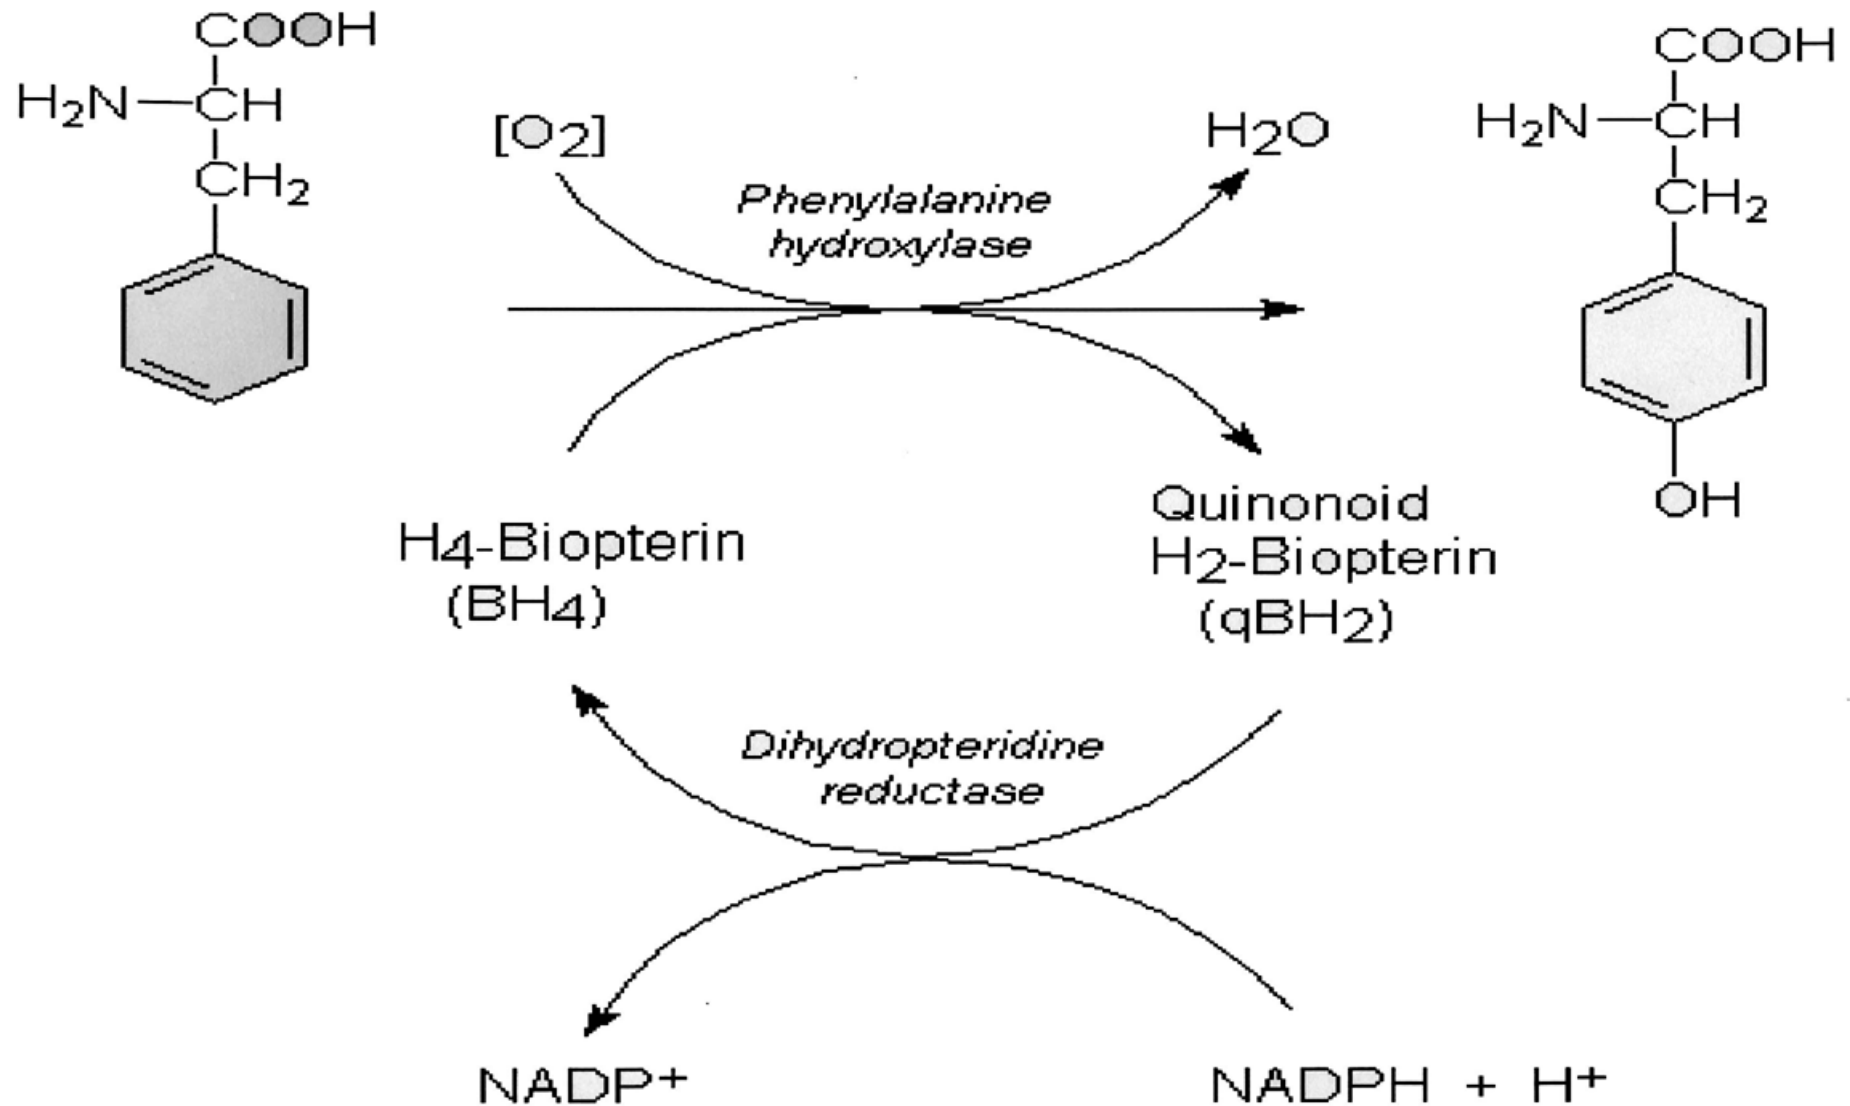 COOH
H2N CH
CH2
[O2]
Phenylalanine
hydroxylase
H2O
COOH
H2N CH
CH2
OH
H4-Biopterin
(BH4)
Quinonoid
H2-Biopterin
(qBH2)
Dihydropteridine
reductase
NADP+
NADPH + H+